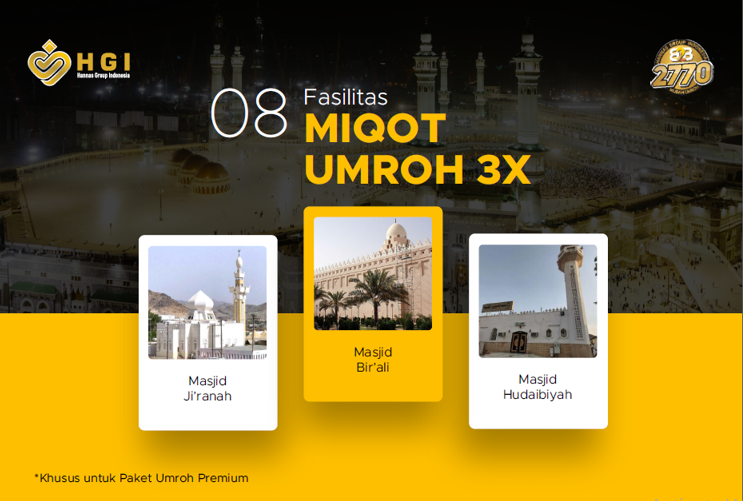 HGI
Hannas Group Indonesia
2770
08
Fasilitas
MIQOT
UMROH 3X
Masjid
Ji'ranah
Masjid
Bir'ali
Masjid
Hudaibiyah
*Khusus untuk Paket Umroh Premium